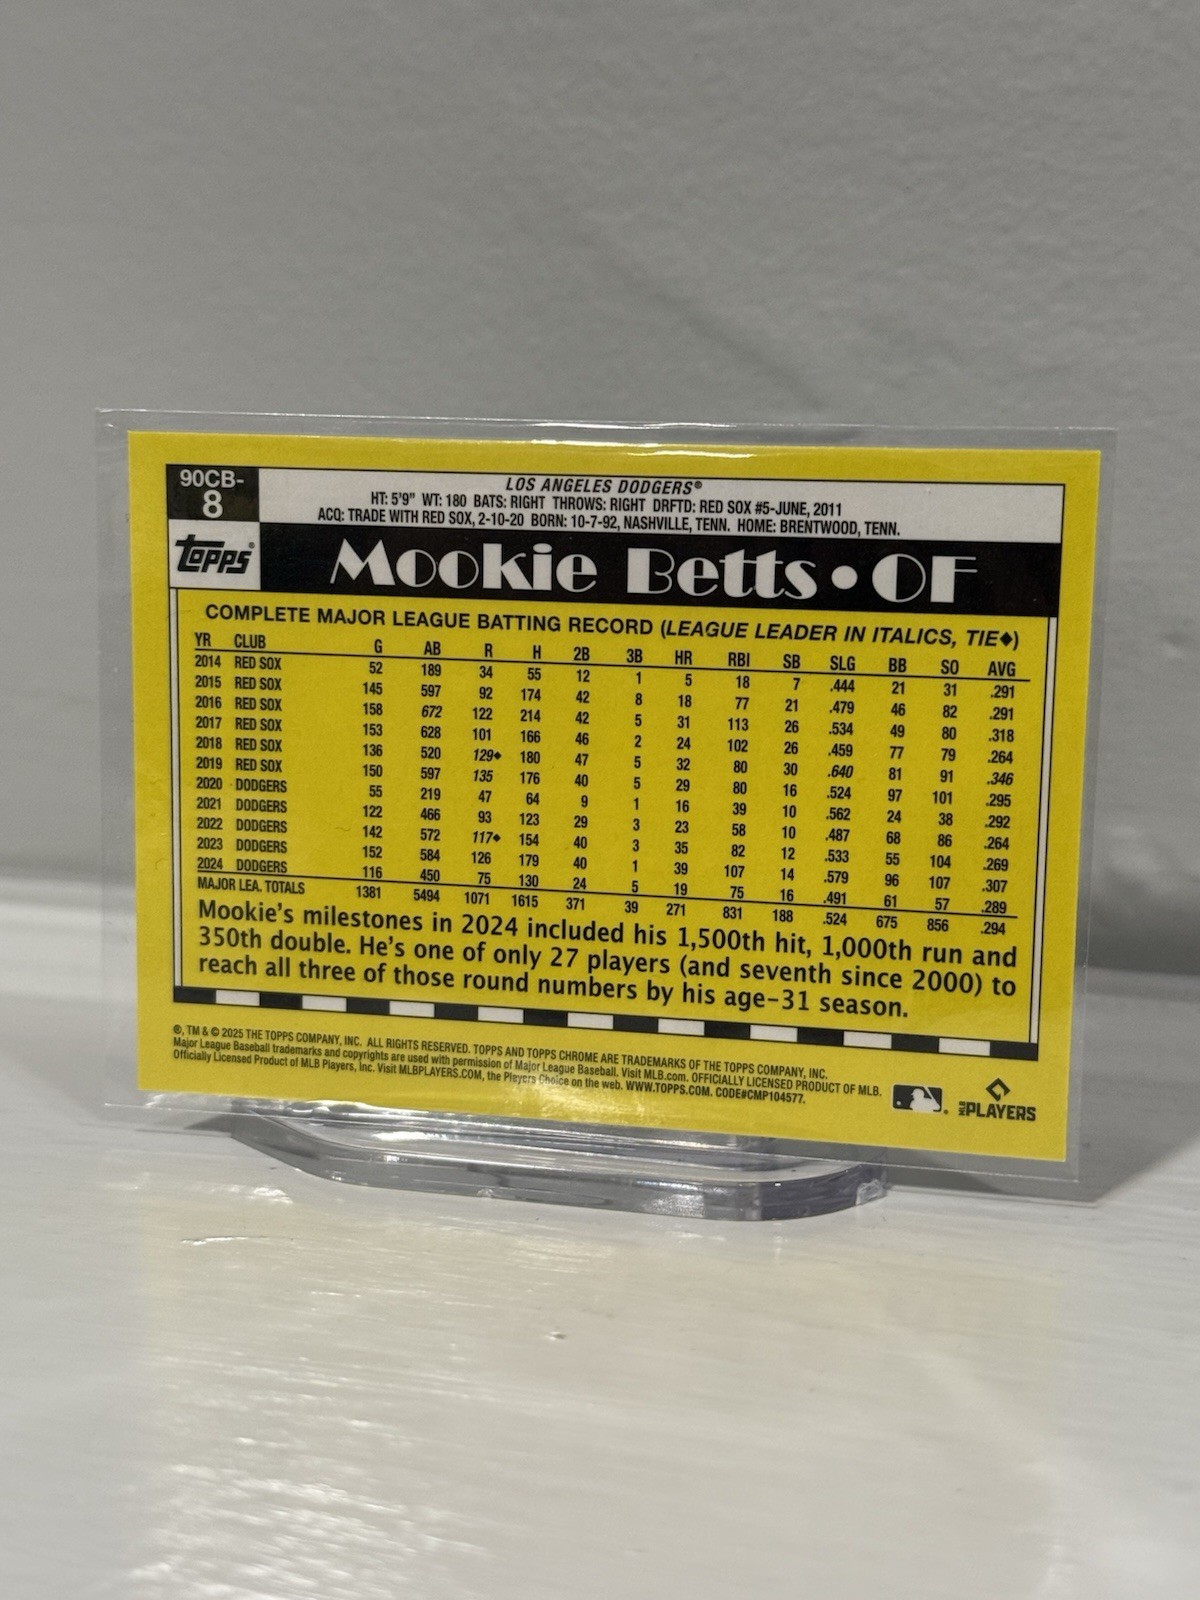 90CB-
8
LOS ANGELES DODGERS®
HT: 5'9" WT: 180 BATS: RIGHT THROWS: RIGHT DRFTD: RED SOX #5-JUNE, 2011
ACQ: TRADE WITH RED SOX, 2-10-20 BORN: 10-7-92, NASHVILLE, TENN. HOME: BRENTWOOD, TENN.
topps®
Mookie Betts • OF
COMPLETE MAJOR LEAGUE BATTING RECORD (LEAGUE LEADER IN ITALICS, TIE♦)
YR CLUB G AB R H 2B 3B HR RBI SB SLG BB SO AVG
2014 RED SOX 52 189 34 55 12 1 5 18 7 .444 21 31 .291
2015 RED SOX 145 597 92 174 42 8 18 77 21 .479 46 82 .291
2016 RED SOX 158 672 122 214 42 5 31 113 26 .534 49 80 .318
2017 RED SOX 153 628 101 166 46 2 24 102 26 .459 77 79 .264
2018 RED SOX 136 520 129♦ 180 47 5 32 80 30 .640 81 91 .346
2019 RED SOX 150 597 135 176 40 5 29 80 16 .524 97 101 .295
2020 DODGERS 55 219 47 64 9 1 16 39 10 .562 24 38 .292
2021 DODGERS 122 466 93 123 29 3 23 58 10 .487 68 86 .264
2022 DODGERS 142 572 117♦ 154 40 3 35 82 12 .533 55 104 .269
2023 DODGERS 152 584 126 179 40 1 39 107 14 .579 96 107 .307
2024 DODGERS 116 450 75 130 24 5 19 75 16 .491 61 57 .289
MAJOR LEA. TOTALS 1381 5494 1071 1615 371 39 271 831 188 .524 675 856 .294
Mookie's milestones in 2024 included his 1,500th hit, 1,000th run and
350th double. He's one of only 27 players (and seventh since 2000) to
reach all three of those round numbers by his age-31 season.
®, TM & © 2025 THE TOPPS COMPANY, INC. ALL RIGHTS RESERVED. TOPPS AND TOPPS CHROME ARE TRADEMARKS OF THE TOPPS COMPANY, INC.
Major League Baseball trademarks and copyrights are used with permission of Major League Baseball. Visit MLB.com. OFFICIALLY LICENSED PRODUCT OF MLB.
Officially Licensed Product of MLB Players, Inc. Visit MLBPLAYERS.COM, the Players Choice on the web. WWW.TOPPS.COM. CODE#CMP104577.
MLB PLAYERS